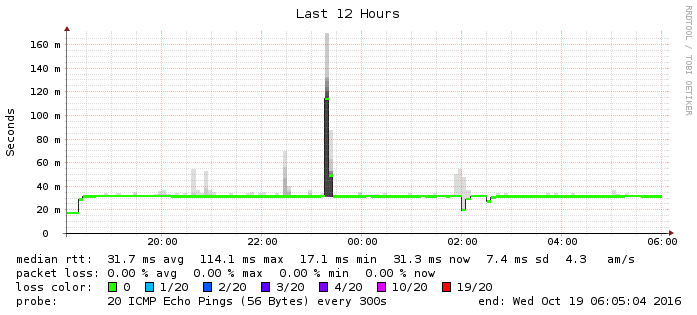 Last 12 Hours
RRDTOOL / TOBI OETIKER
Seconds
160 m
140 m
120 m
100 m
80 m
60 m
40 m
20 m
0
20:00 22:00 00:00 02:00 04:00 06:00
median rtt: 31.7 ms avg 114.1 ms max 17.1 ms min 31.3 ms now 7.4 ms sd 4.3 am/s
packet loss: 0.00 % avg 0.00 % max 0.00 % min 0.00 % now
loss color: 0 1/20 2/20 3/20 4/20 10/20 19/20
probe: 20 ICMP Echo Pings (56 Bytes) every 300s end: Wed Oct 19 06:05:04 2016